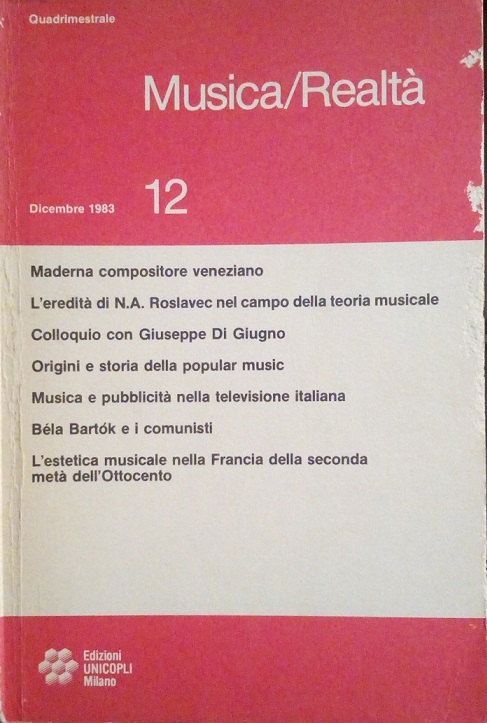 Quadrimestrale
Musica/Realtà
Dicembre 1983 12
Maderna compositore veneziano
L'eredità di N.A. Roslavec nel campo della teoria musicale
Colloquio con Giuseppe Di Giugno
Origini e storia della popular music
Musica e pubblicità nella televisione italiana
Béla Bartók e i comunisti
L'estetica musicale nella Francia della seconda
metà dell'Ottocento
Edizioni
UNICOPLI
Milano